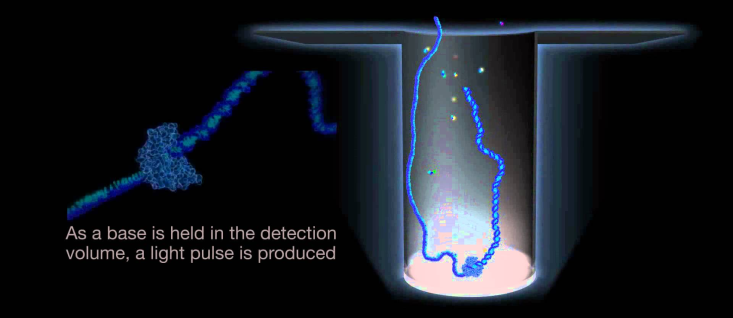 As a base is held in the detection
volume, a light pulse is produced